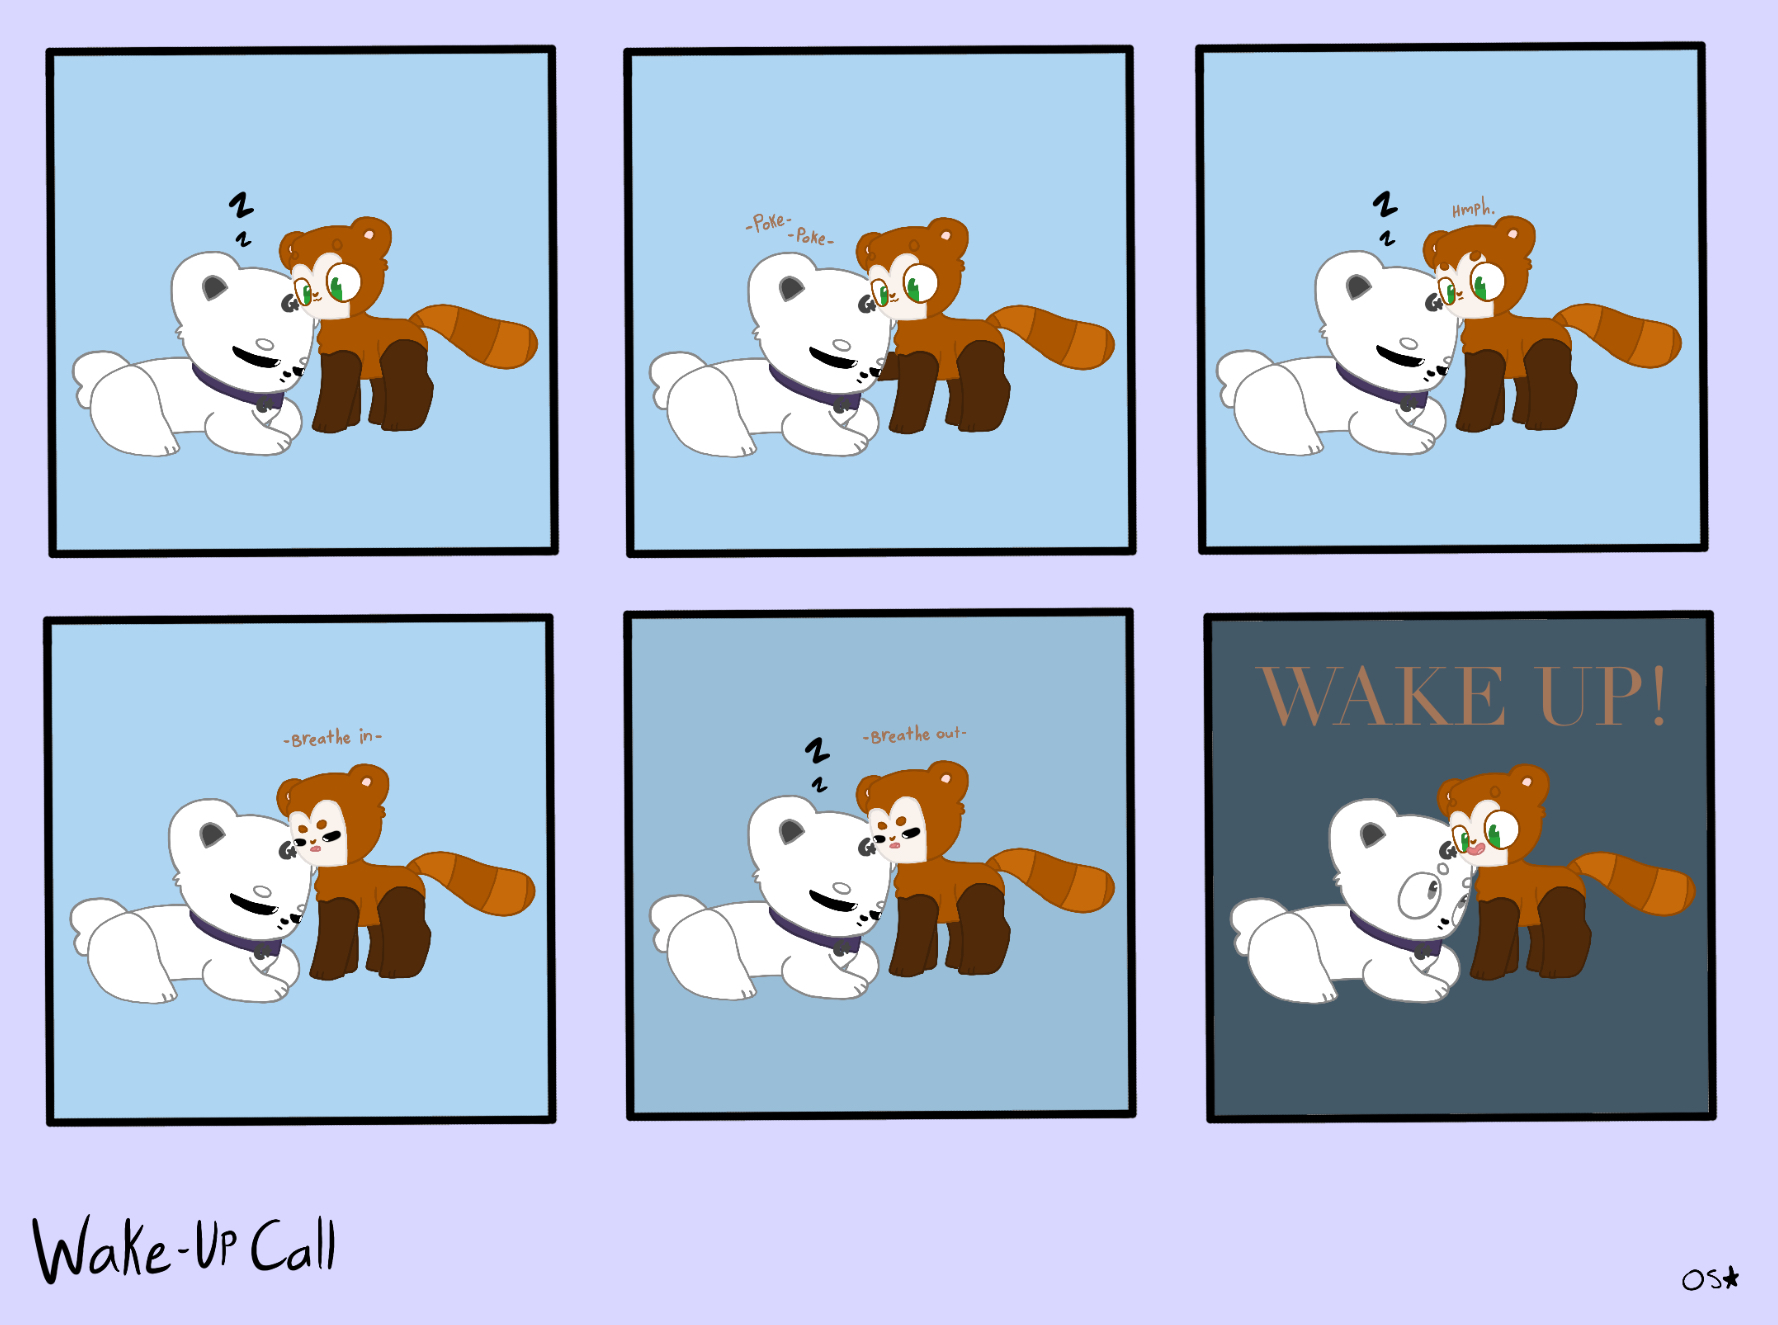 z
z
-Poke-
-Poke-
z
z
Hmph.
-Breathe in-
z
z
-Breathe out-
WAKE UP!
Wake-Up Call
OS★